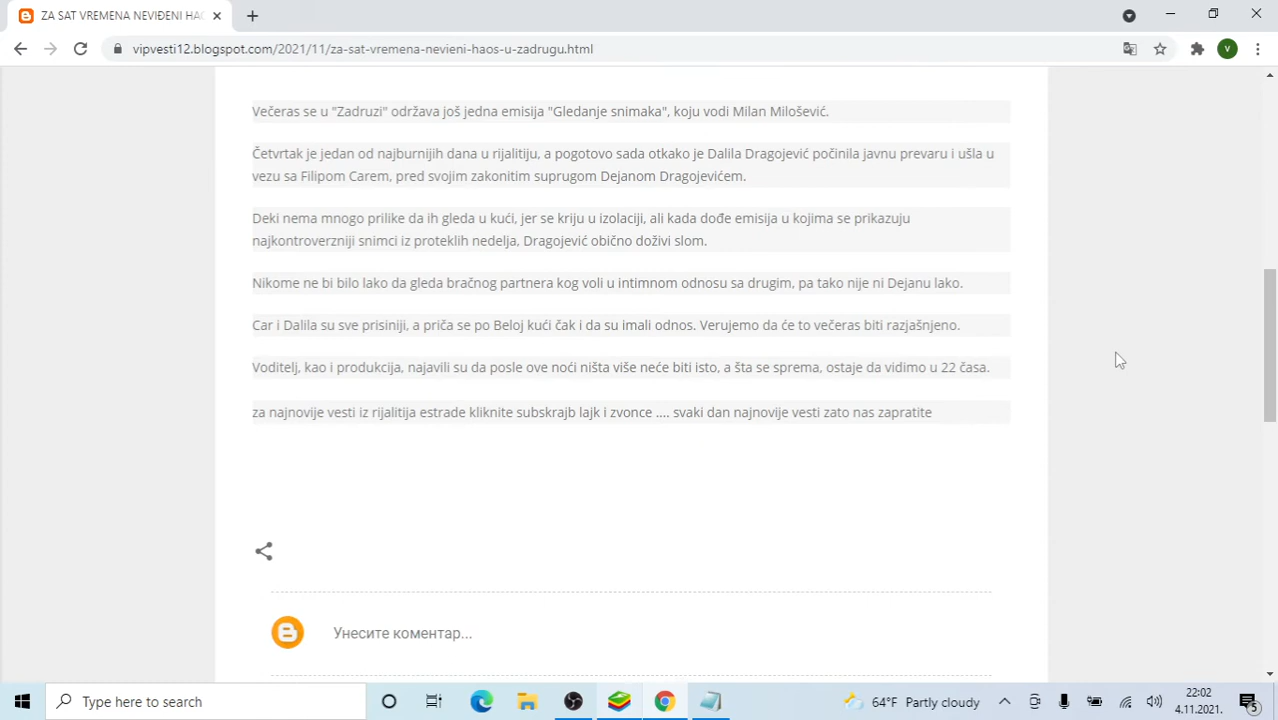 ZA SAT VREMENA NEVIĐENI HAO
vipvesti12.blogspot.com/2021/11/za-sat-vremena-nevieni-haos-u-zadrugu.html
V
Večeras se u "Zadruzi" održava još jedna emisija "Gledanje snimaka", koju vodi Milan Milošević.
Četvrtak je jedan od najburnijih dana u rijalitiju, a pogotovo sada otkako je Dalila Dragojević počinila javnu prevaru i ušla u
vezu sa Filipom Carem, pred svojim zakonitim suprugom Dejanom Dragojevićem.
Deki nema mnogo prilike da ih gleda u kući, jer se kriju u izolaciji, ali kada dođe emisija u kojima se prikazuju
najkontroverzniji snimci iz proteklih nedelja, Dragojević obično doživi slom.
Nikome ne bi bilo lako da gleda bračnog partnera kog voli u intimnom odnosu sa drugim, pa tako nije ni Dejanu lako.
Car i Dalila su sve prisiniji, a priča se po Beloj kući čak i da su imali odnos. Verujemo da će to večeras biti razjašnjeno.
Voditelj, kao i produkcija, najavili su da posle ove noći ništa više neće biti isto, a šta se sprema, ostaje da vidimo u 22 časa.
za najnovije vesti iz rijalitija estrade kliknite subskrajb lajk i zvonce .... svaki dan najnovije vesti zato nas zapratite
Унесите коментар...
Type here to search
64°F Partly cloudy
22:02
4.11.2021.
5